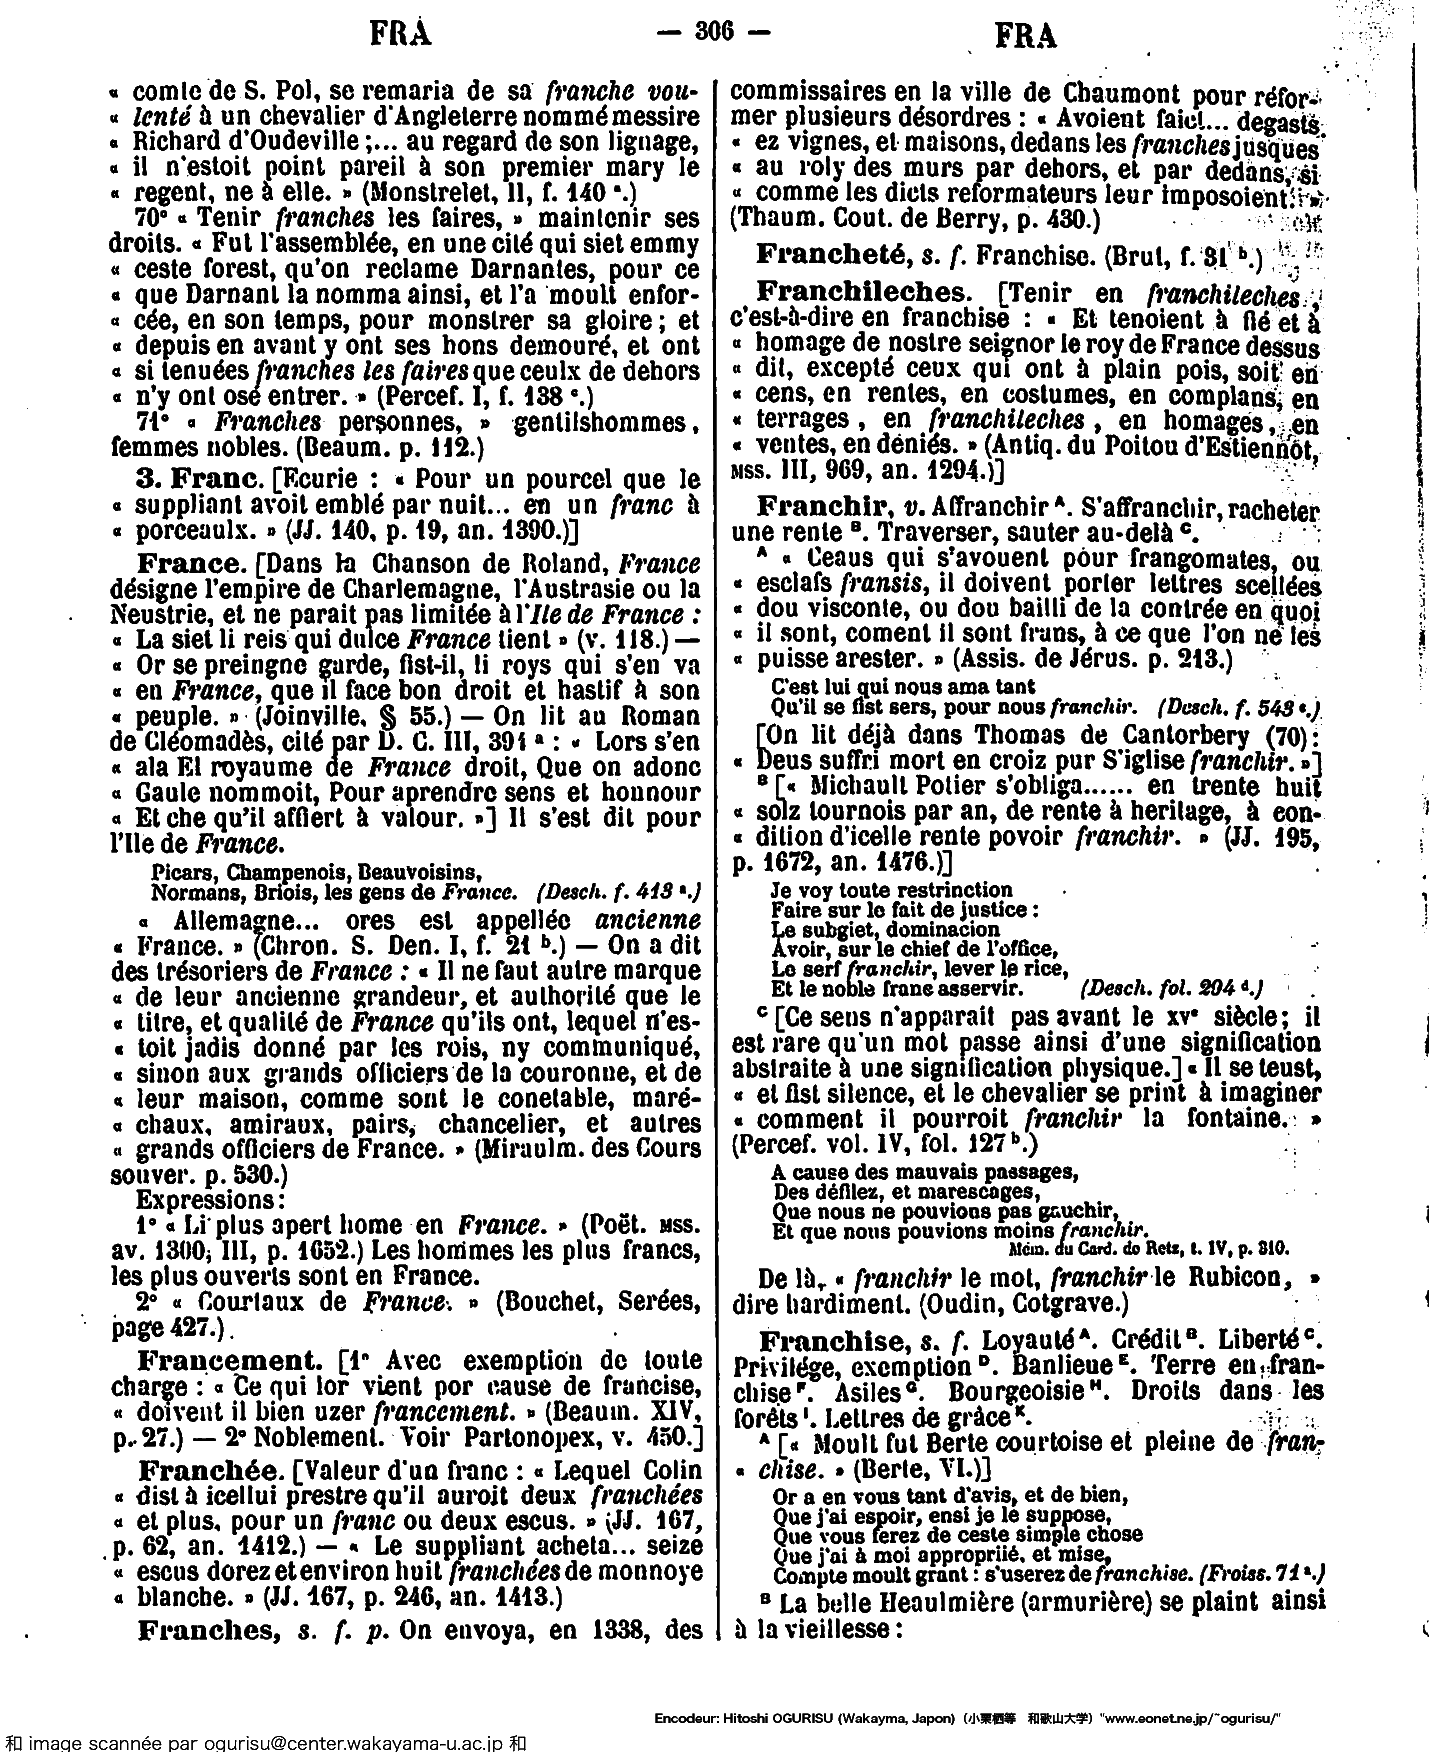 FRA
— 306 —
FRA
« comte de S. Pol, se remaria de sa franche vou-
« lenté à un chevalier d'Angleterre nommé messire
« Richard d'Oudeville ;... au regard de son lignage,
« il n'estoit point pareil à son premier mary le
« regent, ne à elle. » (Monstrelet, II, f. 140 ª.)
70° « Tenir franches les faires, » maintenir ses
droits. « Fut l'assemblée, en une cité qui siet emmy
« ceste forest, qu'on reclame Darnantes, pour ce
« que Darnant la nomma ainsi, et l'a moult enfor-
« cée, en son temps, pour monstrer sa gloire ; et
« depuis en avant y ont ses hons demouré, et ont
« si tenuées franches les faires que ceulx de dehors
« n'y ont osé entrer. » (Percef. I, f. 138 ᶜ.)
71° « Franches personnes, » gentilshommes,
femmes nobles. (Beaum. p. 112.)
3. Franc. [Ecurie : « Pour un pourcel que le
« suppliant avoit emblé par nuit... en un franc à
« porceaulx. » (JJ. 140, p. 19, an. 1390.)]
France. [Dans la Chanson de Roland, France
désigne l'empire de Charlemagne, l'Austrasie ou la
Neustrie, et ne parait pas limitée à l'Ile de France :
« La siet li reis qui dulce France tient » (v. 118.) —
« Or se preingne garde, fist-il, li roys qui s'en va
« en France, que il face bon droit et hastif à son
« peuple. » (Joinville, § 55.) — On lit au Roman
de Cléomadès, cité par D. C. III, 391 ª : « Lors s'en
« ala El royaume de France droit, Que on adonc
« Gaule nommoit, Pour aprendre sens et honnour
« Et che qu'il affiert à valour. »] Il s'est dit pour
l'Ile de France.
Picars, Champenois, Beauvoisins,
Normans, Briois, les gens de France. (Desch. f. 413 ª.)
« Allemagne... ores est appellée ancienne
« France. » (Chron. S. Den. I, f. 21 ᵇ.) — On a dit
des trésoriers de France : « Il ne faut autre marque
« de leur ancienne grandeur, et authorité que le
« titre, et qualité de France qu'ils ont, lequel n'es-
« toit jadis donné par les rois, ny communiqué,
« sinon aux grands officiers de la couronne, et de
« leur maison, comme sont le conetable, maré-
« chaux, amiraux, pairs, chancelier, et autres
« grands officiers de France. » (Miraulm. des Cours
souver. p. 530.)
Expressions :
1° « Li plus apert home en France. » (Poët. MSS.
av. 1300, III, p. 1652.) Les hommes les plus francs,
les plus ouverts sont en France.
2° « Courtaux de France. » (Bouchet, Serées,
page 427.)
Francement. [1° Avec exemption de toute
charge : « Ce qui lor vient por cause de francise,
« doivent il bien uzer francement. » (Beaum. XIV,
p. 27.) — 2° Noblement. Voir Partonopex, v. 450.]
Franchée. [Valeur d'un franc : « Lequel Colin
« dist à icellui prestre qu'il auroit deux franchées
« et plus, pour un franc ou deux escus. » (JJ. 167,
p. 62, an. 1412.) — « Le suppliant acheta... seize
« escus dorez et environ huit franchées de monnoye
« blanche. » (JJ. 167, p. 246, an. 1413.)
Franches, s. f. p. On envoya, en 1338, des
commissaires en la ville de Chaumont pour réfor-
mer plusieurs désordres : « Avoient faict... degasts
« ez vignes, et maisons, dedans les franches jusques
« au roly des murs par dehors, et par dedans, si
« comme les dicts reformateurs leur imposoient. »
(Thaum. Cout. de Berry, p. 430.)
Francheté, s. f. Franchise. (Brut, f. 31 ᵇ.)
Franchileches. [Tenir en franchileches,
c'est-à-dire en franchise : « Et tenoient à fié et à
« homage de nostre seignor le roy de France dessus
« dit, excepté ceux qui ont à plain pois, soit en
« cens, en rentes, en costumes, en complans, en
« terrages, en franchileches, en homages, en
« ventes, en déniés. » (Antiq. du Poitou d'Estiennot,
MSS. III, 969, an. 1294.)]
Franchir, v. Affranchir ᴬ. S'affranchir, racheter
une rente ᴮ. Traverser, sauter au-delà ᶜ.
ᴬ « Ceaus qui s'avouent pour frangomates, ou
« esclafs fransis, il doivent porter lettres scellées
« dou visconte, ou dou bailli de la contrée en quoi
« il sont, coment il sont frans, à ce que l'on ne les
« puisse arester. » (Assis. de Jérus. p. 213.)
C'est lui qui nous ama tant
Qu'il se fist sers, pour nous franchir. (Desch. f. 543 ᶜ.)
[On lit déjà dans Thomas de Cantorbery (70) :
« Deus suffri mort en croiz pur S'iglise franchir. »]
ᴮ [« Michault Potier s'obliga...... en trente huit
« solz tournois par an, de rente à heritage, à con-
« dition d'icelle rente povoir franchir. » (JJ. 195,
p. 1672, an. 1476.)]
Je voy toute restrinction
Faire sur le fait de justice :
Le subgiet, dominacion
Avoir, sur le chief de l'office,
Le serf franchir, lever le rice,
Et le noble franc asservir. (Desch. fol. 204 ᵈ.)
ᶜ [Ce sens n'apparait pas avant le XVᵉ siècle ; il
est rare qu'un mot passe ainsi d'une signification
abstraite à une signification physique.] « Il se teust,
« et fist silence, et le chevalier se print à imaginer
« comment il pourroit franchir la fontaine. »
(Percef. vol. IV, fol. 127 ᵇ.)
A cause des mauvais passages,
Des défilez, et marescages,
Que nous ne pouvions pas gauchir,
Et que nous pouvions moins franchir.
Mém. du Card. de Retz, t. IV, p. 310.
De là, « franchir le mot, franchir le Rubicon, »
dire hardiment. (Oudin, Cotgrave.)
Franchise, s. f. Loyauté ᴬ. Crédit ᴮ. Liberté ᶜ.
Privilége, exemption ᴰ. Banlieue ᴱ. Terre en fran-
chise ᶠ. Asiles ᴳ. Bourgeoisie ᴴ. Droits dans les
forêts ᴵ. Lettres de grâce ᴷ.
ᴬ [« Moult fut Berte courtoise et pleine de fran-
« chise. » (Berte, VI.)]
Or a en vous tant d'avis, et de bien,
Que j'ai espoir, ensi je le suppose,
Que vous ferez de ceste simple chose
Que j'ai à moi appropriié, et mise,
Compte moult grant : s'userez de franchise. (Froiss. 71 ª.)
ᴮ La belle Heaulmière (armurière) se plaint ainsi
à la vieillesse :
Encodeur: Hitoshi OGURISU (Wakayma, Japon) (小栗栖等 和歌山大学) "www.eonet.ne.jp/~ogurisu/"
和 image scannée par ogurisu@center.wakayama-u.ac.jp 和